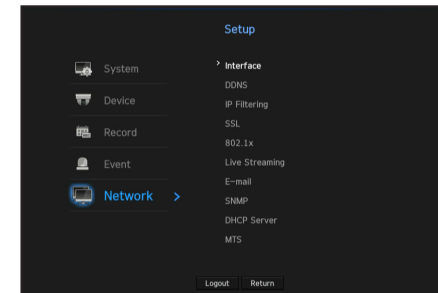 Setup
System
Device
Record
Event
Network
Interface
DDNS
IP Filtering
SSL
802.1x
Live Streaming
E-mail
SNMP
DHCP Server
MTS
Logout
Return